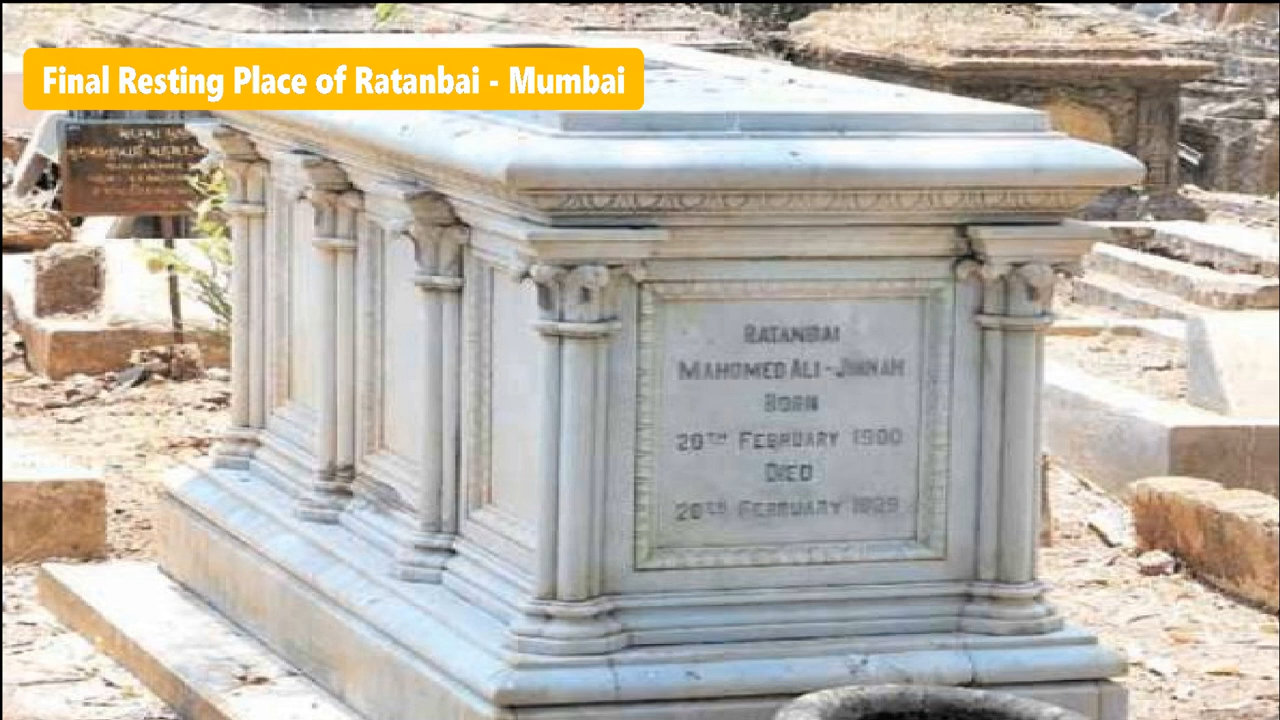 Final Resting Place of Ratanbai - Mumbai
RATANBAI
MAHOMED ALI-JINNAH
BORN
20TH FEBRUARY 1900
DIED
20TH FEBRUARY 1929